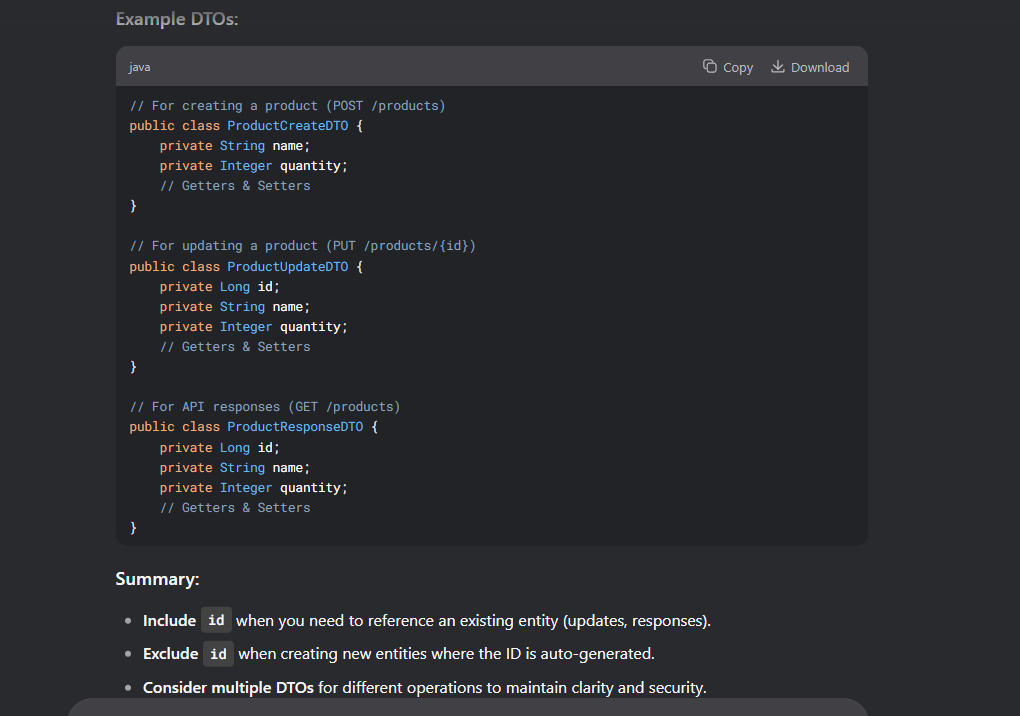 Example DTOs:
java
Copy
Download
// For creating a product (POST /products)
public class ProductCreateDTO {
    private String name;
    private Integer quantity;
    // Getters & Setters
}

// For updating a product (PUT /products/{id})
public class ProductUpdateDTO {
    private Long id;
    private String name;
    private Integer quantity;
    // Getters & Setters
}

// For API responses (GET /products)
public class ProductResponseDTO {
    private Long id;
    private String name;
    private Integer quantity;
    // Getters & Setters
}
Summary:
• Include id when you need to reference an existing entity (updates, responses).
• Exclude id when creating new entities where the ID is auto-generated.
• Consider multiple DTOs for different operations to maintain clarity and security.